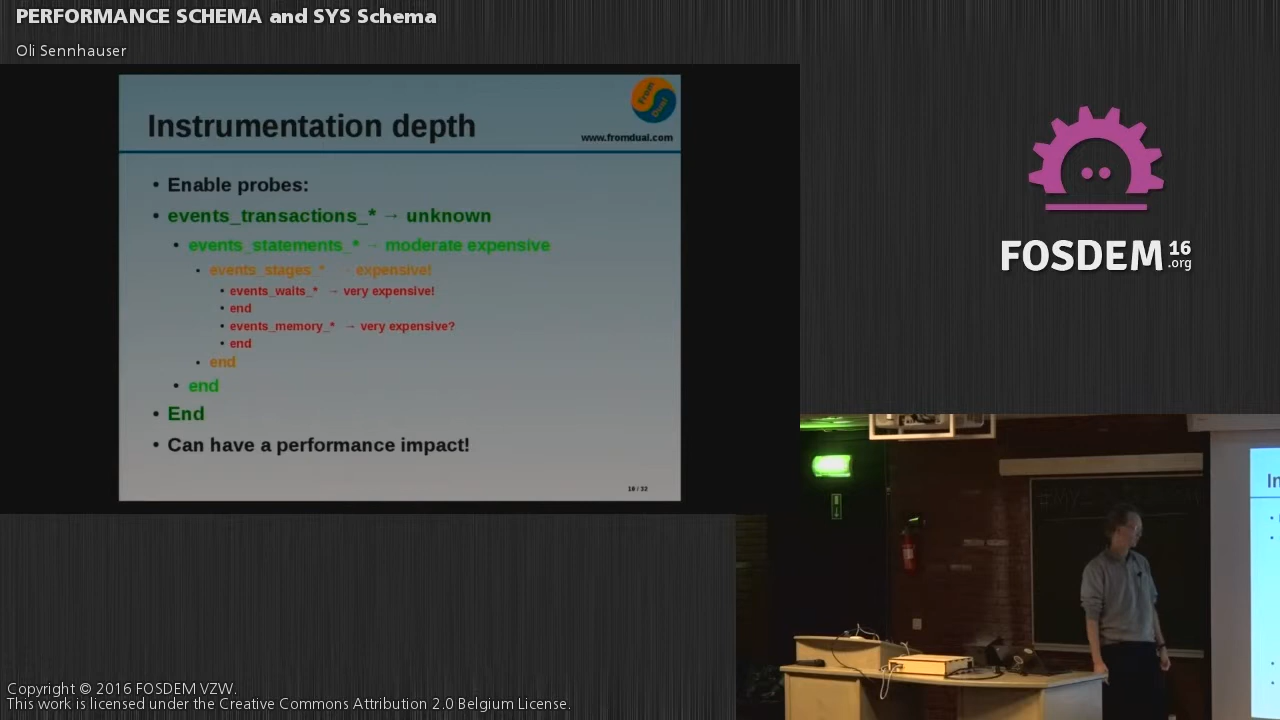 PERFORMANCE SCHEMA and SYS Schema
Oli Sennhauser
From
Dual
www.fromdual.com
Instrumentation depth
• Enable probes:
• events_transactions_* → unknown
• events_statements_* → moderate expensive
• events_stages_* → expensive!
• events_waits_* → very expensive!
• end
• events_memory_* → very expensive?
• end
• end
• end
• End
• Can have a performance impact!
18 / 32
FOSDEM 16
.org
In
Copyright © 2016 FOSDEM VZW.
This work is licensed under the Creative Commons Attribution 2.0 Belgium License.